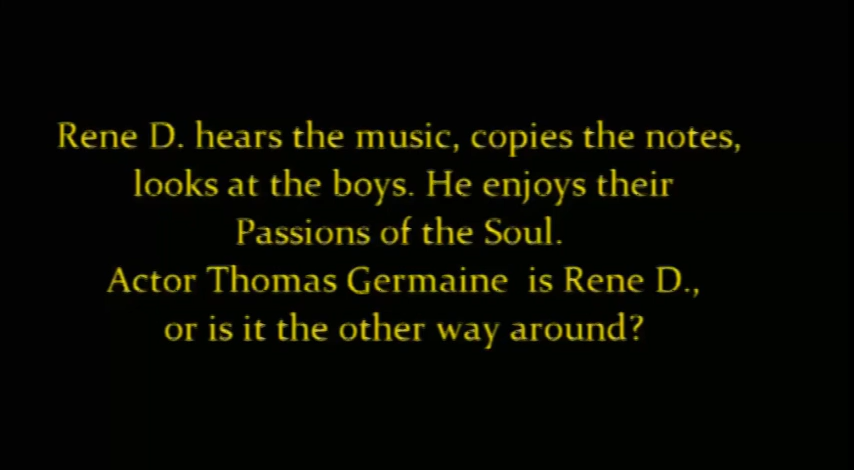 Rene D. hears the music, copies the notes,
looks at the boys. He enjoys their
Passions of the Soul.
Actor Thomas Germaine  is Rene D.,
or is it the other way around?